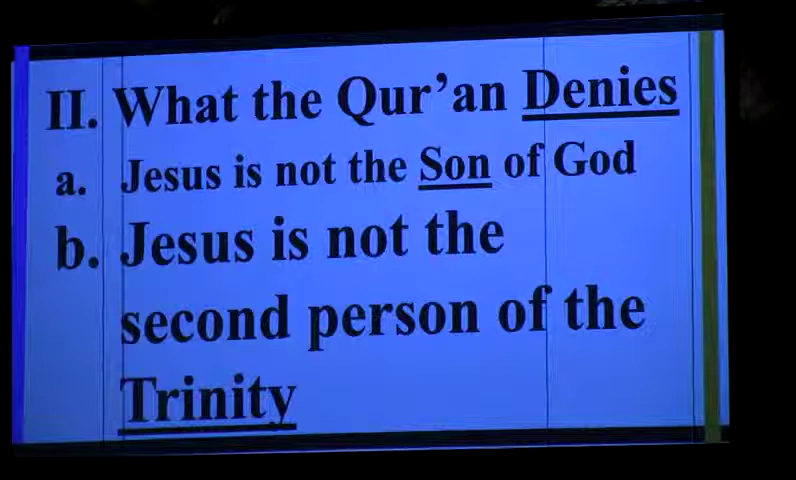 II. What the Qur’an Denies
a. Jesus is not the Son of God
b. Jesus is not the
second person of the
Trinity